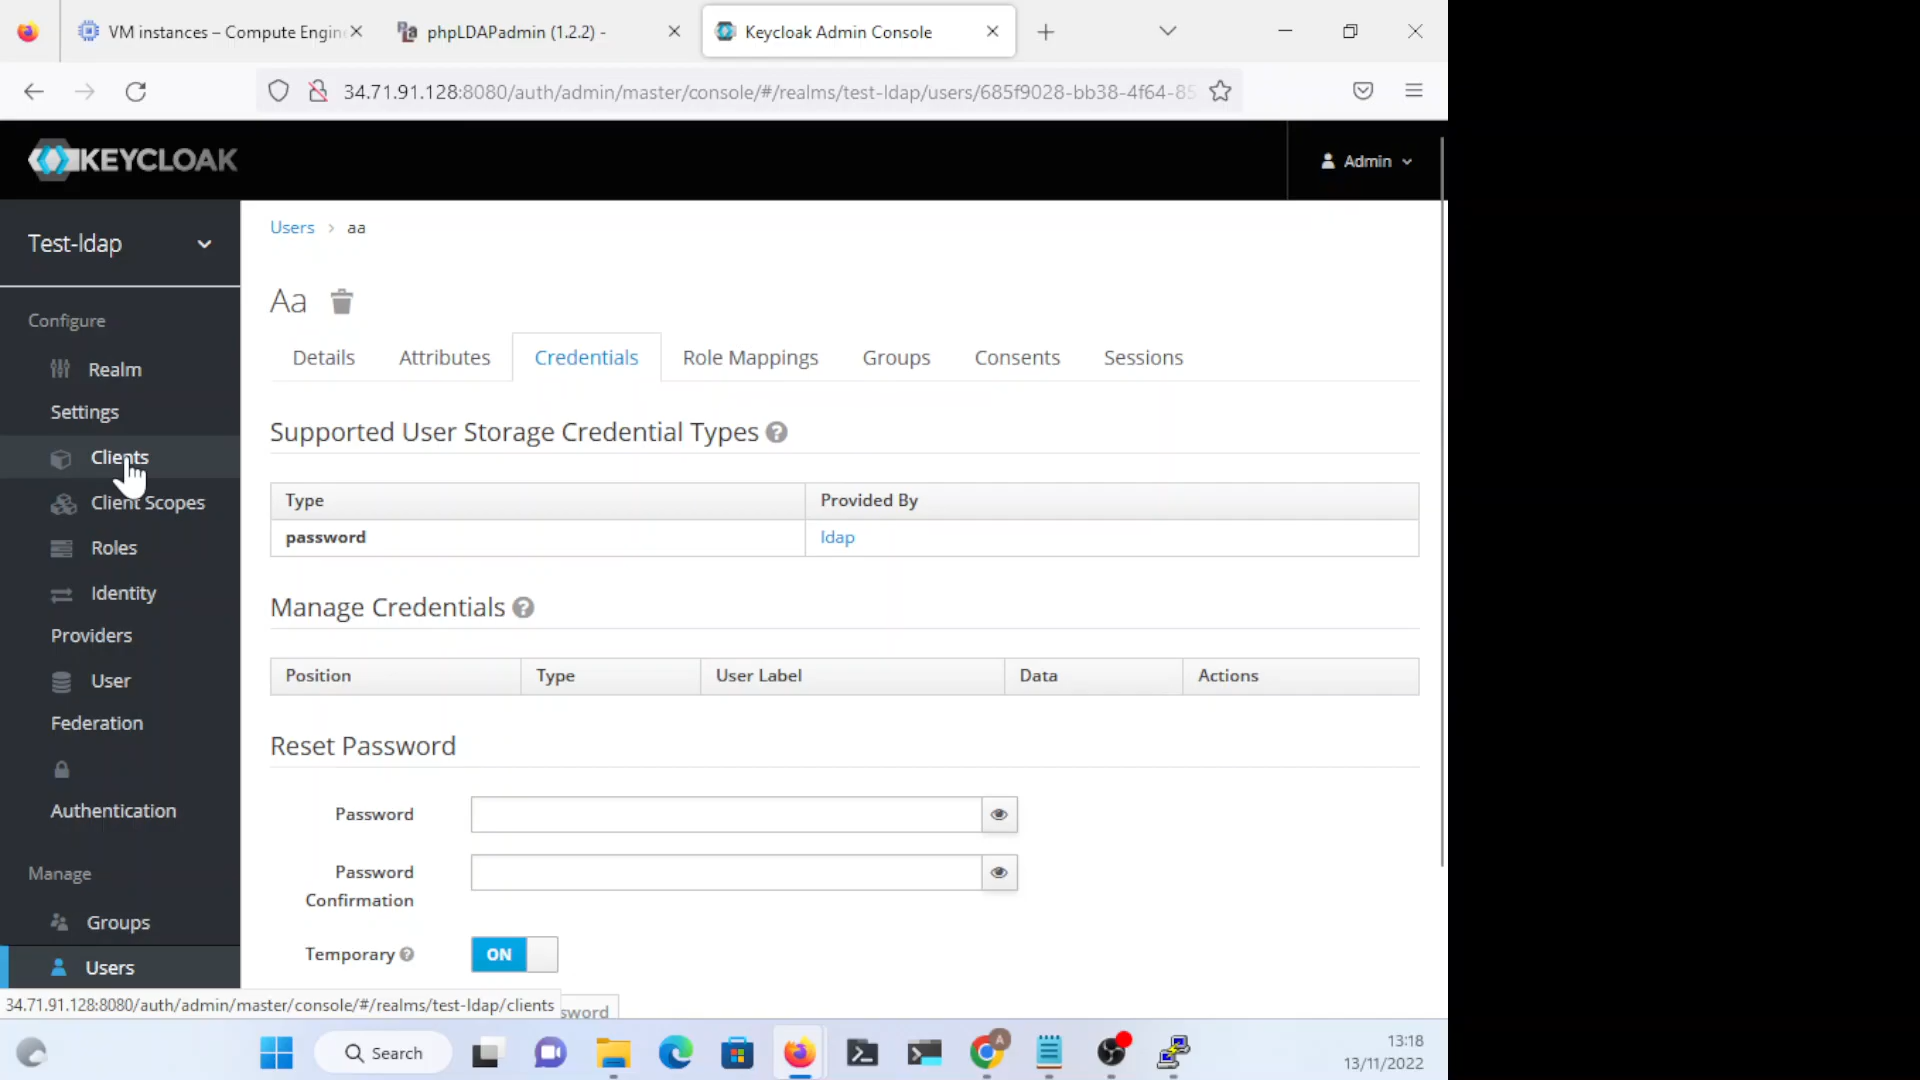 VM instances – Compute Engin
phpLDAPadmin (1.2.2) -
Keycloak Admin Console
34.71.91.128:8080/auth/admin/master/console/#/realms/test-ldap/users/685f9028-bb38-4f64-85
KEYCLOAK
Admin
Test-ldap
Configure
Realm
Settings
Clients
Client Scopes
Roles
Identity
Providers
User
Federation
Authentication
Manage
Groups
Users
Users > aa
Aa
Details
Attributes
Credentials
Role Mappings
Groups
Consents
Sessions
Supported User Storage Credential Types
Type
Provided By
password
ldap
Manage Credentials
Position
Type
User Label
Data
Actions
Reset Password
Password
Password
Confirmation
Temporary
ON
34.71.91.128:8080/auth/admin/master/console/#/realms/test-ldap/clients
sword
Search
A
13:18
13/11/2022